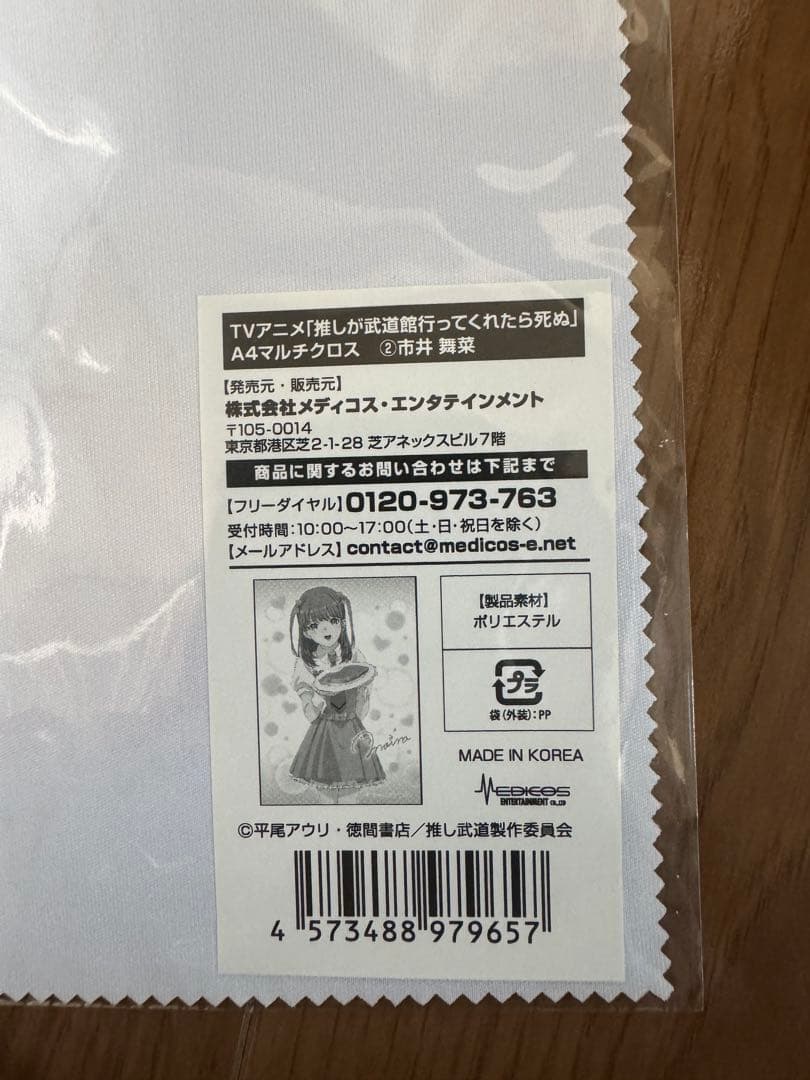 TVアニメ「推しが武道館行ってくれたら死ぬ」
A4マルチクロス ②市井 舞菜
【発売元・販売元】
株式会社メディコス・エンタテインメント
〒105-0014
東京都港区芝2-1-28 芝アネックスビル7階
商品に関するお問い合わせは下記まで
【フリーダイヤル】0120-973-763
受付時間:10:00〜17:00(土・日・祝日を除く)
【メールアドレス】contact@medicos-e.net
【製品素材】
ポリエステル
プラ
袋(外装):PP
Maina
MADE IN KOREA
MEDICOS
ENTERTAINMENT CO.,LTD
©平尾アウリ・徳間書店/推し武道製作委員会
4 573488 979657